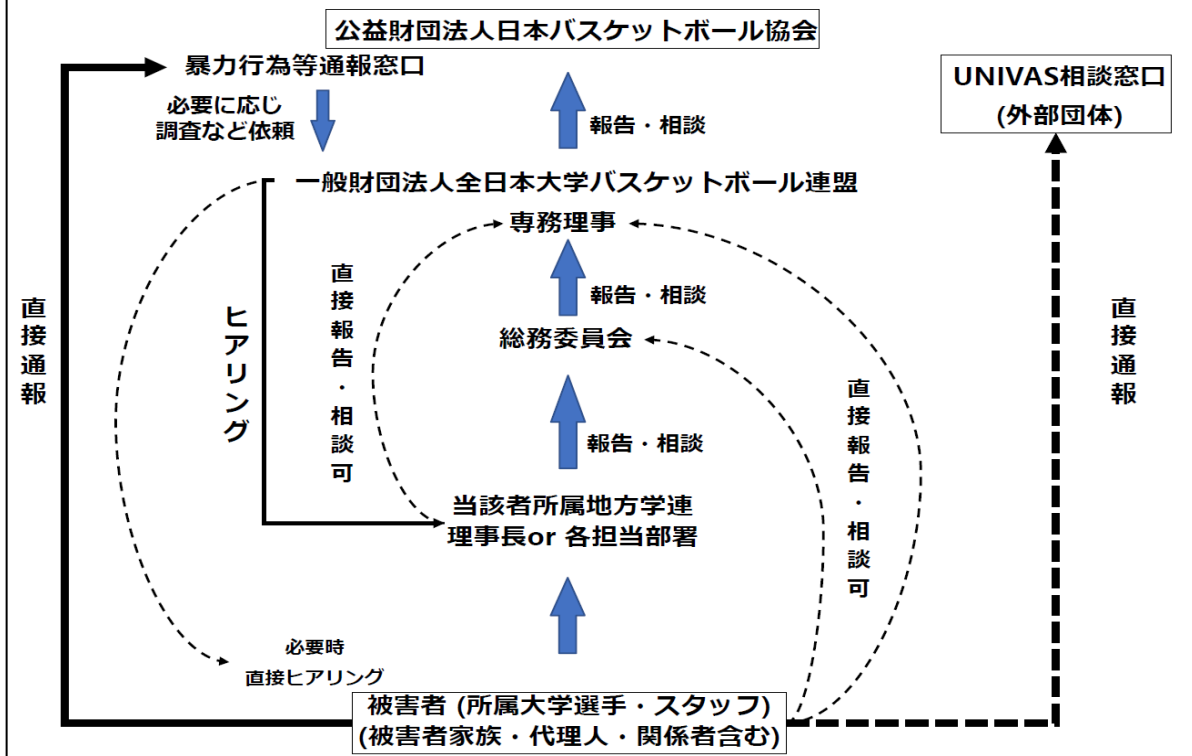 公益財団法人日本バスケットボール協会
暴力行為等通報窓口
UNIVAS相談窓口
(外部団体)
必要に応じ
調査など依頼
報告・相談
一般財団法人全日本大学バスケットボール連盟
専務理事
直接通報
ヒアリング
直接報告・相談可
報告・相談
総務委員会
直接報告・相談可
直接通報
報告・相談
当該者所属地方学連
理事長or 各担当部署
必要時
直接ヒアリング
被害者 (所属大学選手・スタッフ)
(被害者家族・代理人・関係者含む)